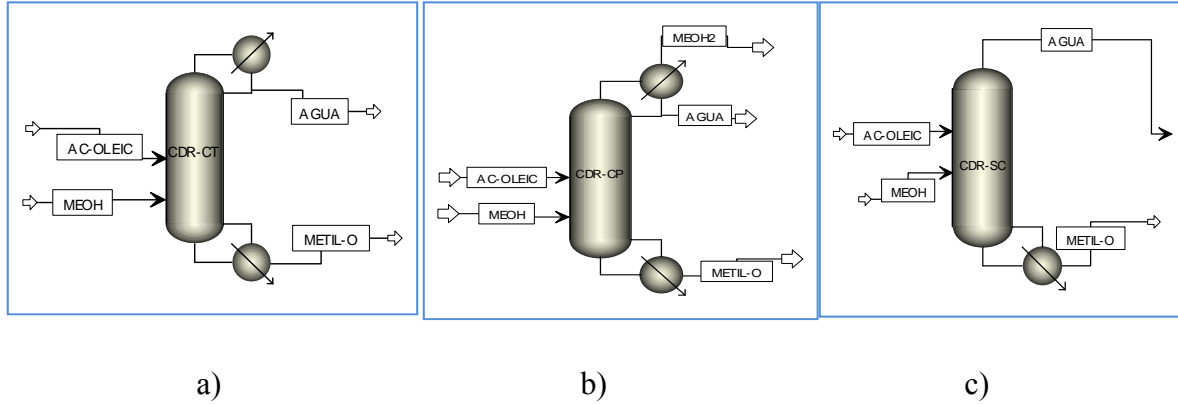 AC-OLEIC
MEOH
CDR-CT
AGUA
METIL-O
AC-OLEIC
MEOH
CDR-CP
MEOH2
AGUA
METIL-O
AC-OLEIC
MEOH
CDR-SC
AGUA
METIL-O
a)
b)
c)